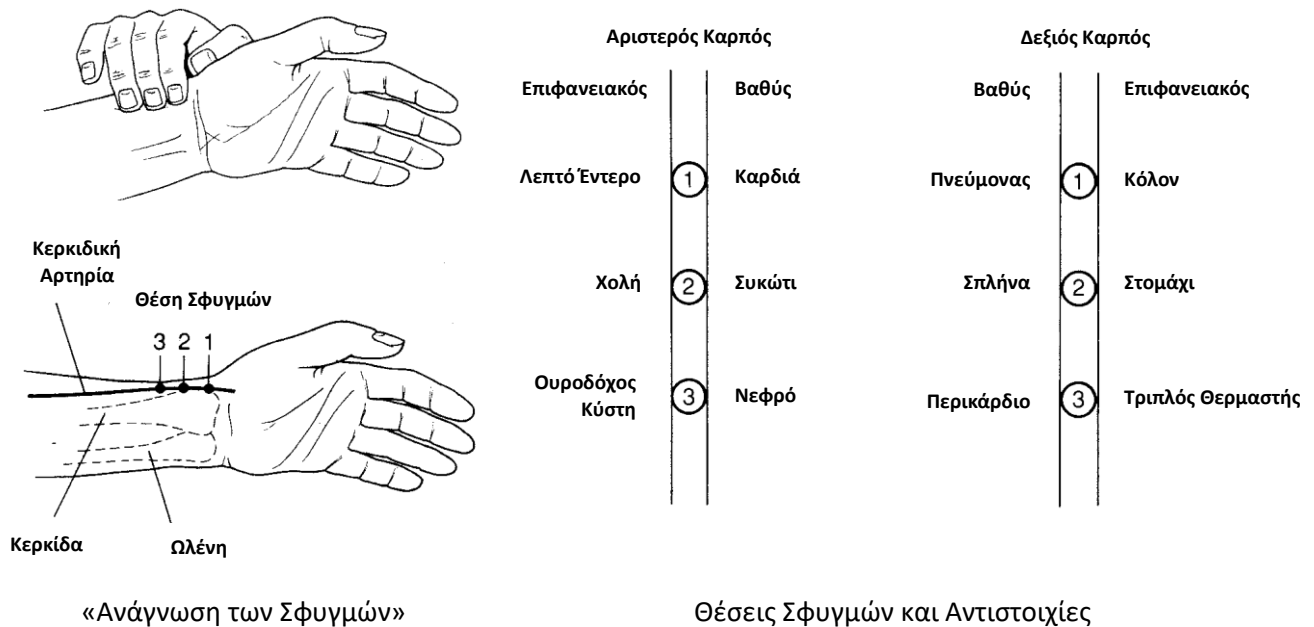 Αριστερός Καρπός
Δεξιός Καρπός
Επιφανειακός
Βαθύς
Βαθύς
Επιφανειακός
Λεπτό Έντερο
1
Καρδιά
Πνεύμονας
1
Κόλον
Χολή
2
Συκώτι
Σπλήνα
2
Στομάχι
Ουροδόχος
Κύστη
3
Νεφρό
Περικάρδιο
3
Τριπλός Θερμαστής
Κερκιδική
Αρτηρία
Θέση Σφυγμών
3 2 1
Κερκίδα
Ωλένη
«Ανάγνωση των Σφυγμών»
Θέσεις Σφυγμών και Αντιστοιχίες